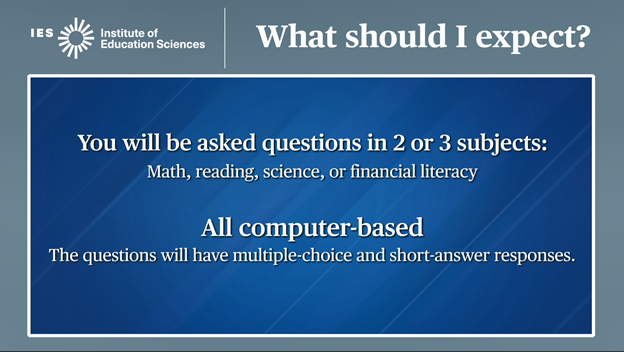 IES
Institute of
Education Sciences
What should I expect?
You will be asked questions in 2 or 3 subjects:
Math, reading, science, or financial literacy
All computer-based
The questions will have multiple-choice and short-answer responses.